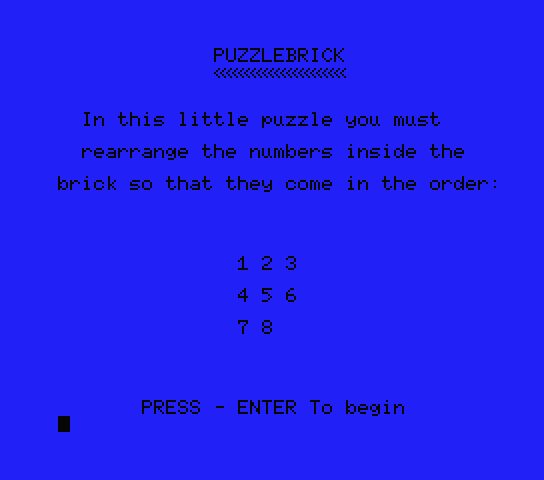 PUZZLEBRICK
In this little puzzle you must
rearrange the numbers inside the
brick so that they come in the order:
1 2 3
4 5 6
7 8
PRESS - ENTER To begin